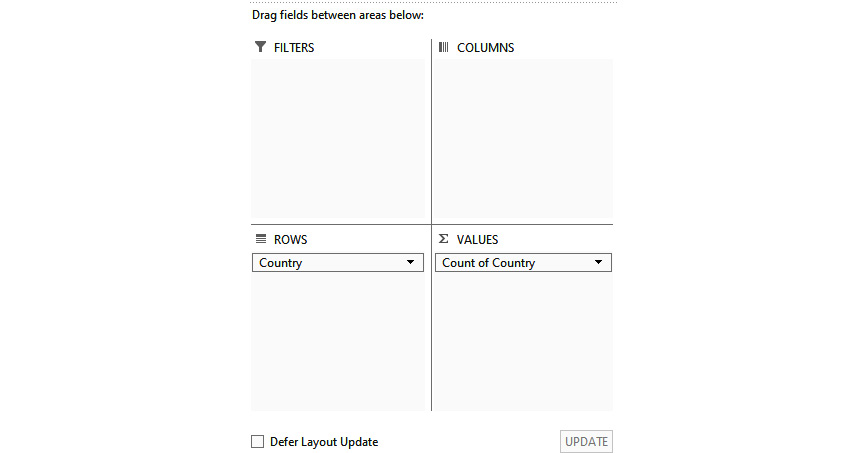 Drag fields between areas below:
FILTERS
COLUMNS
ROWS
Σ VALUES
Country
Count of Country
Defer Layout Update
UPDATE